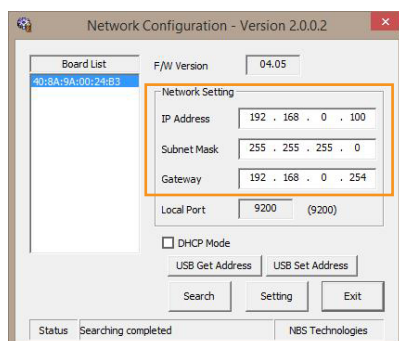 Network Configuration - Version 2.0.0.2
Board List
F/W Version 04.05
40:8A:9A:00:24:B3
Network Setting
IP Address 192 . 168 . 0 . 100
Subnet Mask 255 . 255 . 255 . 0
Gateway 192 . 168 . 0 . 254
Local Port 9200 (9200)
DHCP Mode
USB Get Address USB Set Address
Search Setting Exit
Status Searching completed NBS Technologies